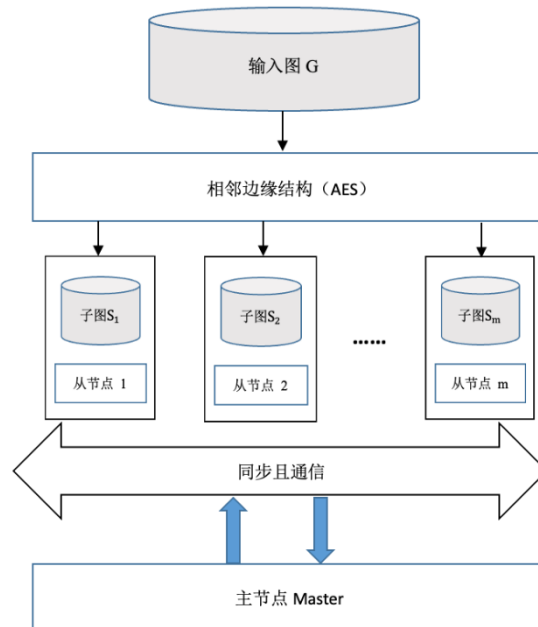 输入图 G
相邻边缘结构（AES）
子图S₁
子图S₂
子图Sₘ
……
从节点 1
从节点 2
从节点 m
同步且通信
主节点 Master